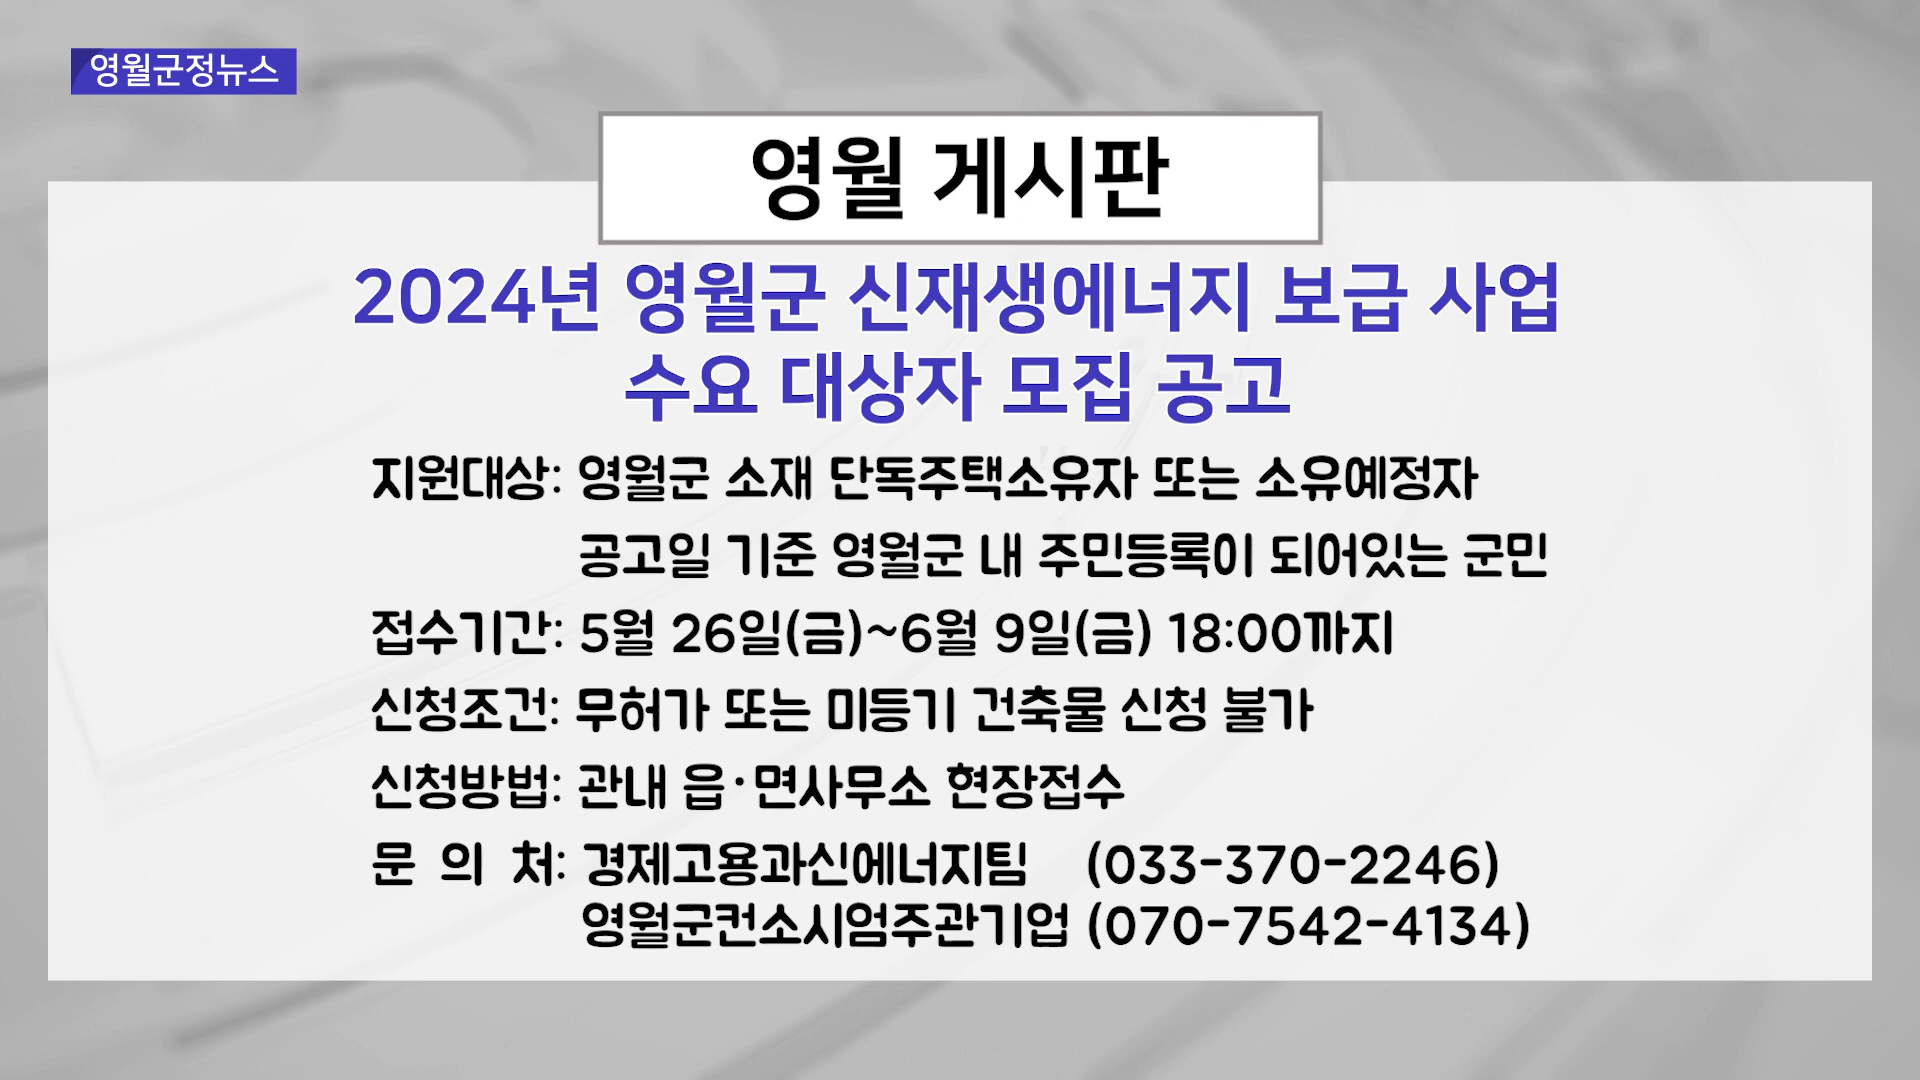 영월군정뉴스
영월 게시판
2024년 영월군 신재생에너지 보급 사업
수요 대상자 모집 공고
지원대상: 영월군 소재 단독주택소유자 또는 소유예정자
공고일 기준 영월군 내 주민등록이 되어있는 군민
접수기간: 5월 26일(금)~6월 9일(금) 18:00까지
신청조건: 무허가 또는 미등기 건축물 신청 불가
신청방법: 관내 읍·면사무소 현장접수
문 의 처: 경제고용과신에너지팀 (033-370-2246)
영월군컨소시엄주관기업 (070-7542-4134)